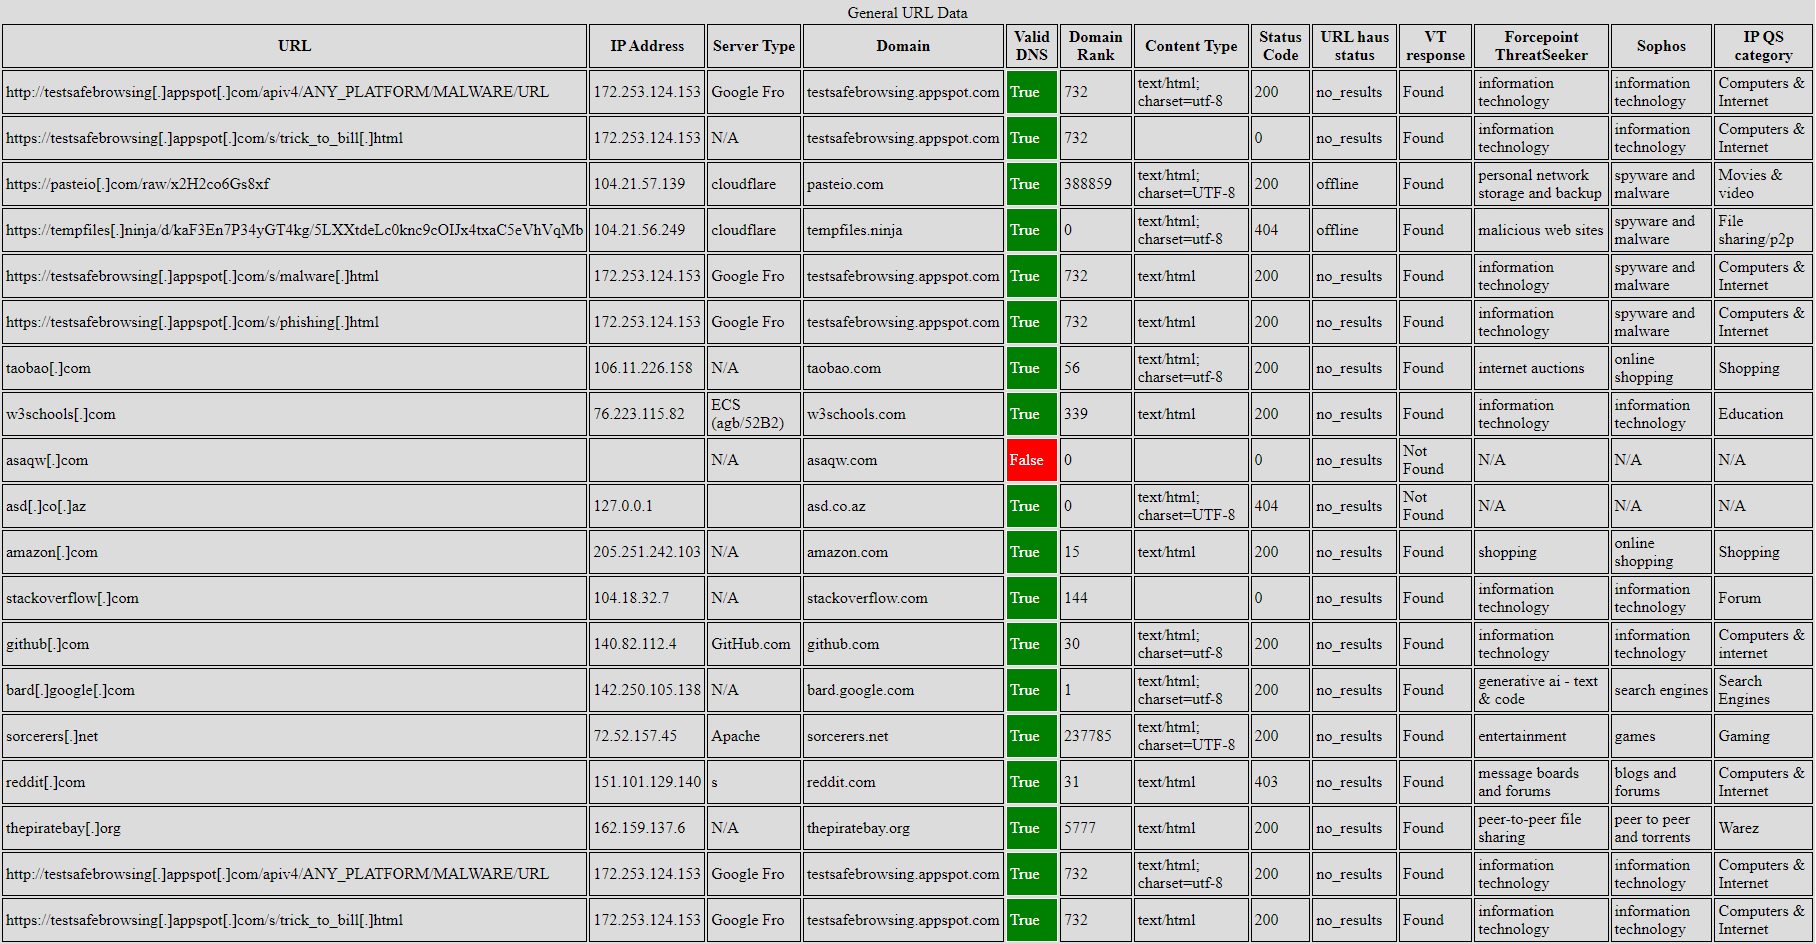 General URL Data
URL IP Address Server Type Domain Valid DNS Domain Rank Content Type Status Code URL haus status VT response Forcepoint ThreatSeeker Sophos IP QS category
http://testsafebrowsing[.]appspot[.]com/apiv4/ANY_PLATFORM/MALWARE/URL 172.253.124.153 Google Fro testsafebrowsing.appspot.com True 732 text/html; charset=utf-8 200 no_results Found information technology information technology Computers & Internet
https://testsafebrowsing[.]appspot[.]com/s/trick_to_bill[.]html 172.253.124.153 N/A testsafebrowsing.appspot.com True 732 0 no_results Found information technology information technology Computers & Internet
https://pasteio[.]com/raw/x2H2co6Gs8xf 104.21.57.139 cloudflare pasteio.com True 388859 text/html; charset=UTF-8 200 offline Found personal network storage and backup spyware and malware Movies & video
https://tempfiles[.]ninja/d/kaF3En7P34yGT4kg/5LXXtdeLc0knc9cOIJx4txaC5eVhVqMb 104.21.56.249 cloudflare tempfiles.ninja True 0 text/html; charset=utf-8 404 offline Found malicious web sites spyware and malware File sharing/p2p
https://testsafebrowsing[.]appspot[.]com/s/malware[.]html 172.253.124.153 Google Fro testsafebrowsing.appspot.com True 732 text/html 200 no_results Found information technology spyware and malware Computers & Internet
https://testsafebrowsing[.]appspot[.]com/s/phishing[.]html 172.253.124.153 Google Fro testsafebrowsing.appspot.com True 732 text/html 200 no_results Found information technology spyware and malware Computers & Internet
taobao[.]com 106.11.226.158 N/A taobao.com True 56 text/html; charset=utf-8 200 no_results Found internet auctions online shopping Shopping
w3schools[.]com 76.223.115.82 ECS (agb/52B2) w3schools.com True 339 text/html 200 no_results Found information technology information technology Education
asaqw[.]com N/A asaqw.com False 0 0 no_results Not Found N/A N/A N/A
asd[.]co[.]az 127.0.0.1 asd.co.az True 0 text/html; charset=UTF-8 404 no_results Not Found N/A N/A N/A
amazon[.]com 205.251.242.103 N/A amazon.com True 15 text/html 200 no_results Found shopping online shopping Shopping
stackoverflow[.]com 104.18.32.7 N/A stackoverflow.com True 144 0 no_results Found information technology information technology Forum
github[.]com 140.82.112.4 GitHub.com github.com True 30 text/html; charset=utf-8 200 no_results Found information technology information technology Computers & internet
bard[.]google[.]com 142.250.105.138 N/A bard.google.com True 1 text/html; charset=utf-8 200 no_results Found generative ai - text & code search engines Search Engines
sorcerers[.]net 72.52.157.45 Apache sorcerers.net True 237785 text/html; charset=UTF-8 200 no_results Found entertainment games Gaming
reddit[.]com 151.101.129.140 s reddit.com True 31 text/html 403 no_results Found message boards and forums blogs and forums Computers & Internet
thepiratebay[.]org 162.159.137.6 N/A thepiratebay.org True 5777 text/html 200 no_results Found peer-to-peer file sharing peer to peer and torrents Warez
http://testsafebrowsing[.]appspot[.]com/apiv4/ANY_PLATFORM/MALWARE/URL 172.253.124.153 Google Fro testsafebrowsing.appspot.com True 732 text/html; charset=utf-8 200 no_results Found information technology information technology Computers & Internet
https://testsafebrowsing[.]appspot[.]com/s/trick_to_bill[.]html 172.253.124.153 Google Fro testsafebrowsing.appspot.com True 732 text/html 200 no_results Found information technology information technology Computers & Internet